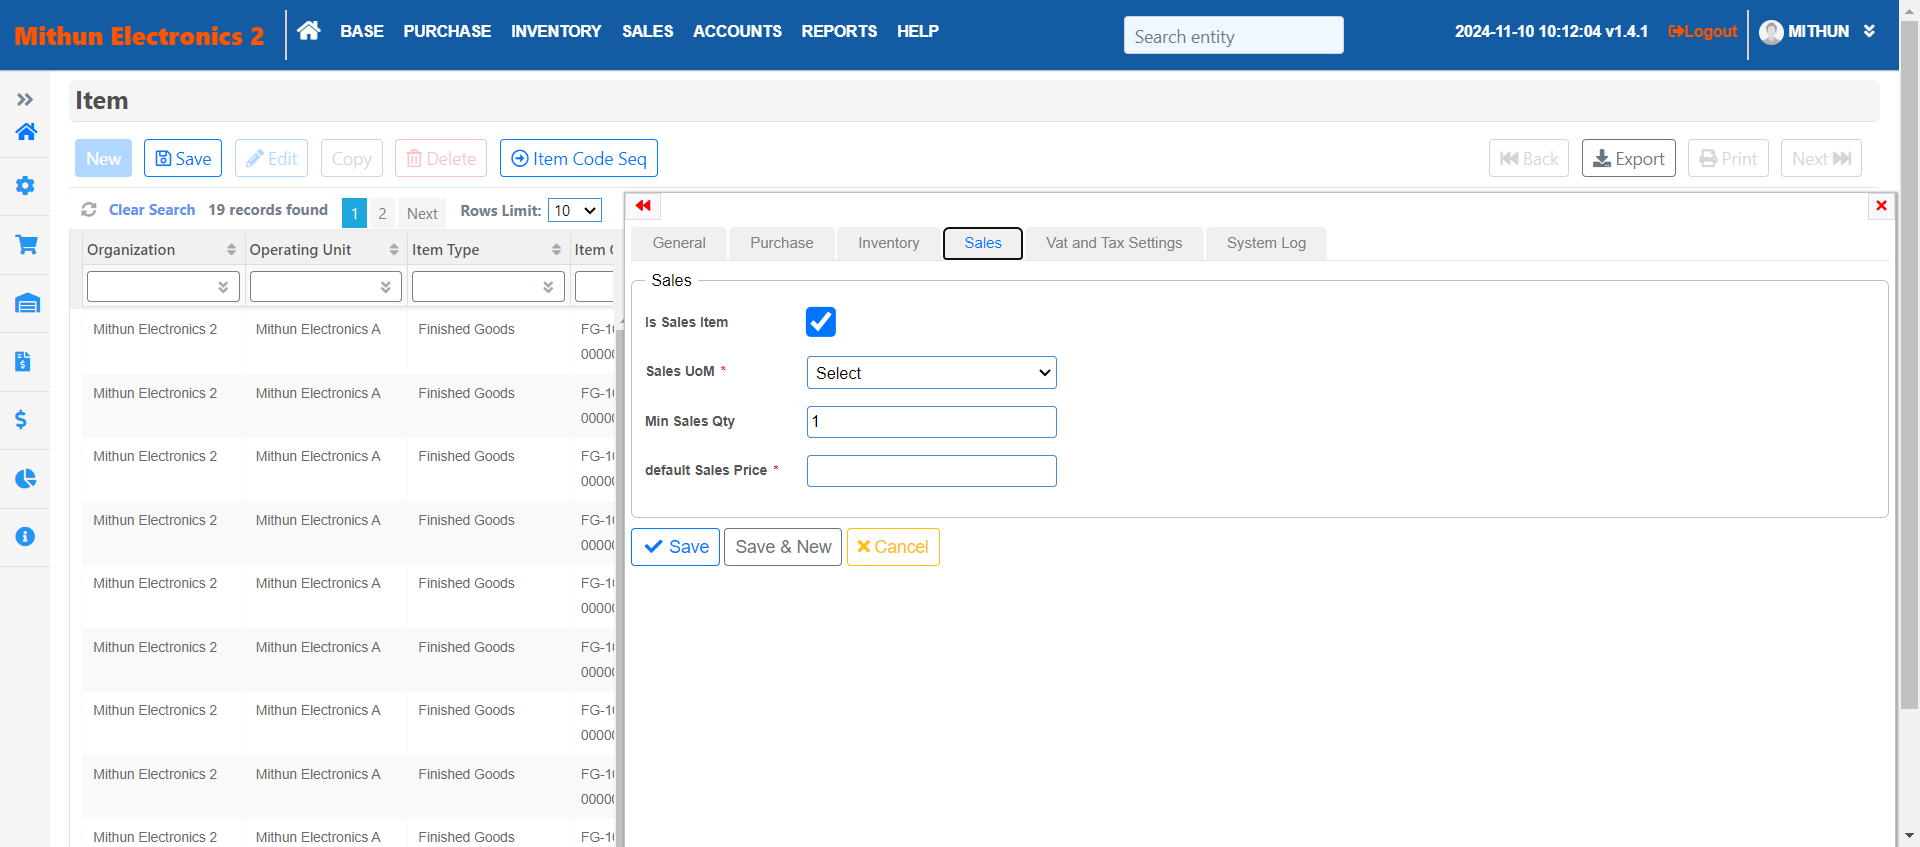 Mithun Electronics 2
BASE PURCHASE INVENTORY SALES ACCOUNTS REPORTS HELP
Search entity
2024-11-10 10:12:04 v1.4.1 Logout MITHUN
Item
New Save Edit Copy Delete Item Code Seq Back Export Print Next
Clear Search 19 records found 1 2 Next Rows Limit: 10
Organization Operating Unit Item Type Item
Mithun Electronics 2 Mithun Electronics A Finished Goods FG-1
0000
Mithun Electronics 2 Mithun Electronics A Finished Goods FG-1
0000
Mithun Electronics 2 Mithun Electronics A Finished Goods FG-1
0000
Mithun Electronics 2 Mithun Electronics A Finished Goods FG-1
0000
Mithun Electronics 2 Mithun Electronics A Finished Goods FG-1
0000
Mithun Electronics 2 Mithun Electronics A Finished Goods FG-1
0000
Mithun Electronics 2 Mithun Electronics A Finished Goods FG-1
0000
Mithun Electronics 2 Mithun Electronics A Finished Goods FG-1
0000
Mithun Electronics 2 Mithun Electronics A Finished Goods FG-1
General Purchase Inventory Sales Vat and Tax Settings System Log
Sales
Is Sales Item
Sales UoM * Select
Min Sales Qty 1
default Sales Price *
Save Save & New Cancel